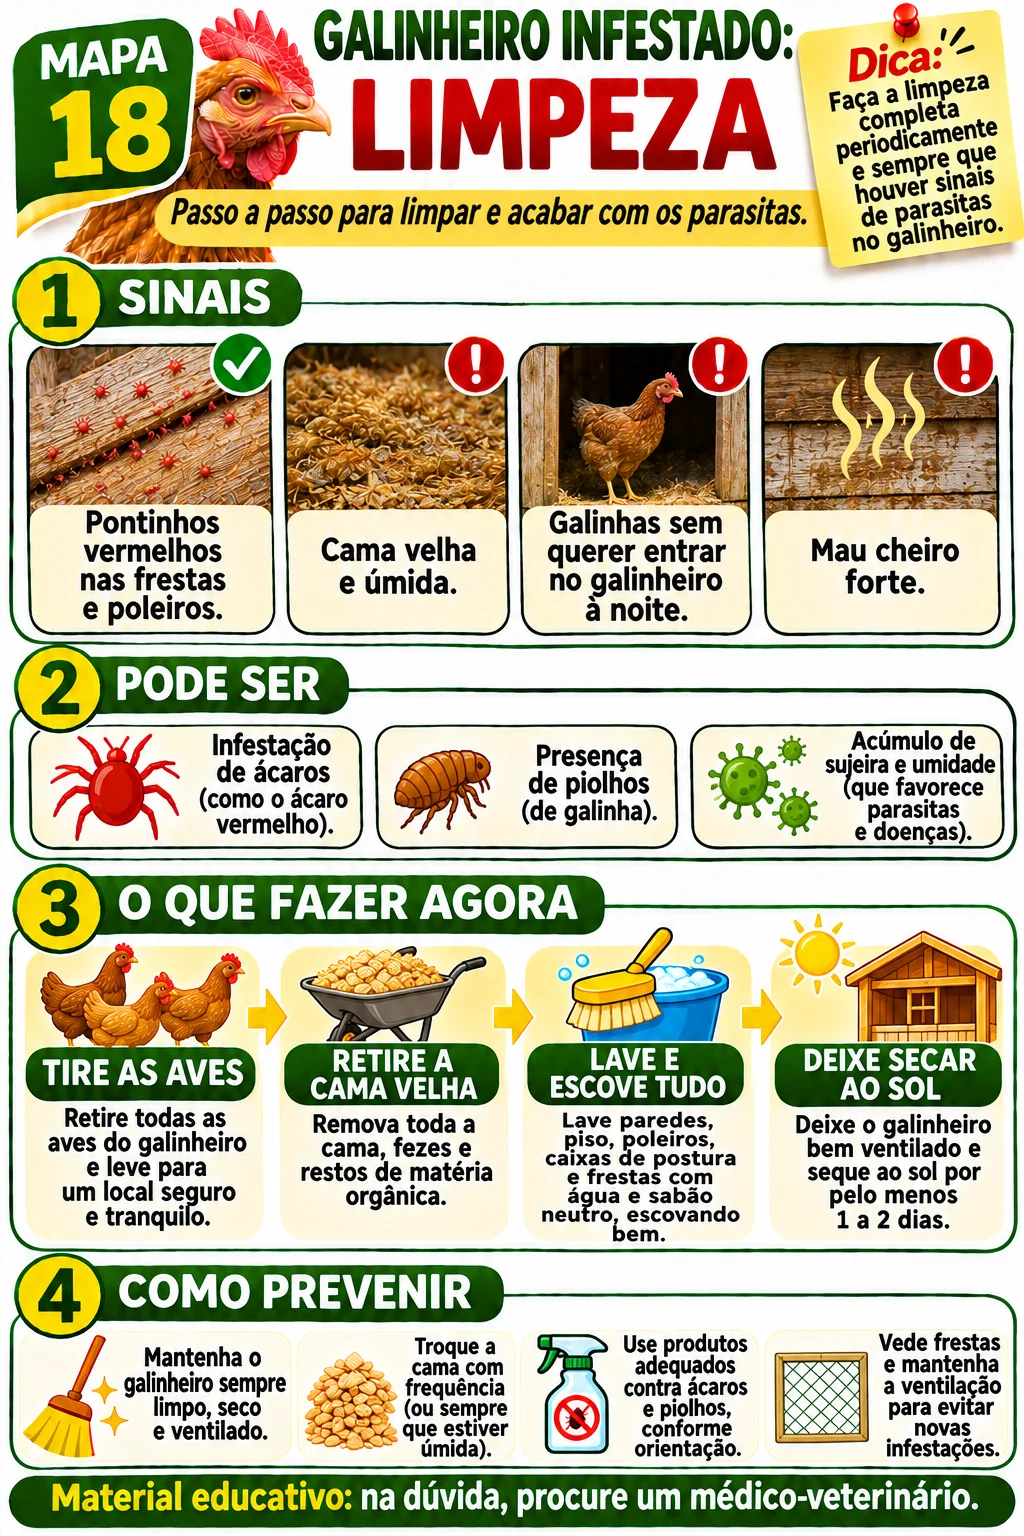 MAPA
18
GALINHEIRO INFESTADO:
LIMPEZA
Passo a passo para limpar e acabar com os parasitas.
Dica:
Faça a limpeza
completa
periodicamente
e sempre que
houver sinais
de parasitas
no galinheiro.
1 SINAIS
Pontinhos
vermelhos
nas frestas
e poleiros.
Cama velha
e úmida.
Galinhas sem
querer entrar
no galinheiro
à noite.
Mau cheiro
forte.
2 PODE SER
Infestação
de ácaros
(como o ácaro
vermelho).
Presença
de piolhos
(de galinha).
Acúmulo de
sujeira e umidade
(que favorece
parasitas
e doenças).
3 O QUE FAZER AGORA
TIRE AS AVES
Retire todas as
aves do galinheiro
e leve para
um local seguro
e tranquilo.
RETIRE A
CAMA VELHA
Remova toda a
cama, fezes e
restos de matéria
orgânica.
LAVE E
ESCOVE TUDO
Lave paredes,
piso, poleiros,
caixas de postura
e frestas com
água e sabão
neutro, escovando
bem.
DEIXE SECAR
AO SOL
Deixe o galinheiro
bem ventilado e
seque ao sol por
pelo menos
1 a 2 dias.
4 COMO PREVENIR
Mantenha o
galinheiro sempre
limpo, seco
e ventilado.
Troque a
cama com
frequência
(ou sempre
que estiver
úmida).
Use produtos
adequados
contra ácaros
e piolhos,
conforme
orientação.
Vede frestas
e mantenha
a ventilação
para evitar
novas
infestações.
Material educativo: na dúvida, procure um médico-veterinário.